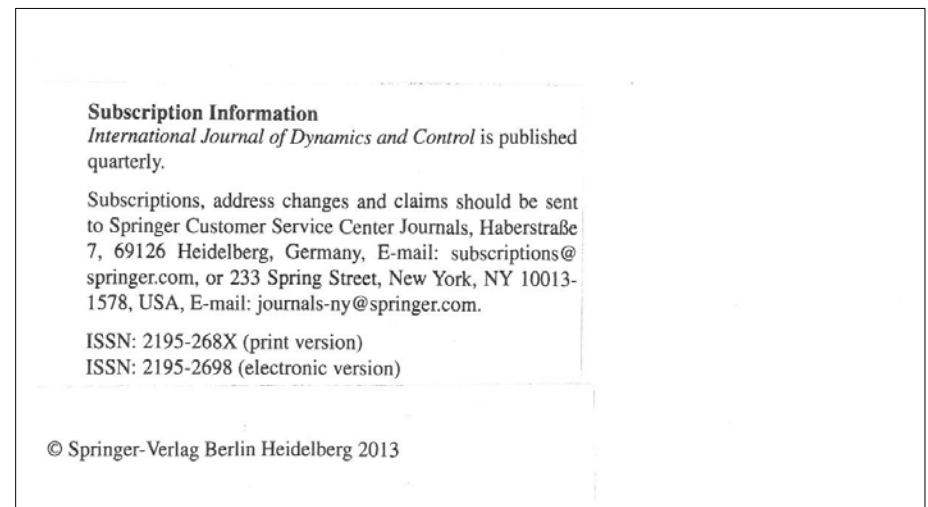 Subscription Information
International Journal of Dynamics and Control is published
quarterly.
Subscriptions, address changes and claims should be sent
to Springer Customer Service Center Journals, Haberstraße
7, 69126 Heidelberg, Germany, E-mail: subscriptions@
springer.com, or 233 Spring Street, New York, NY 10013-
1578, USA, E-mail: journals-ny@springer.com.
ISSN: 2195-268X (print version)
ISSN: 2195-2698 (electronic version)
© Springer-Verlag Berlin Heidelberg 2013